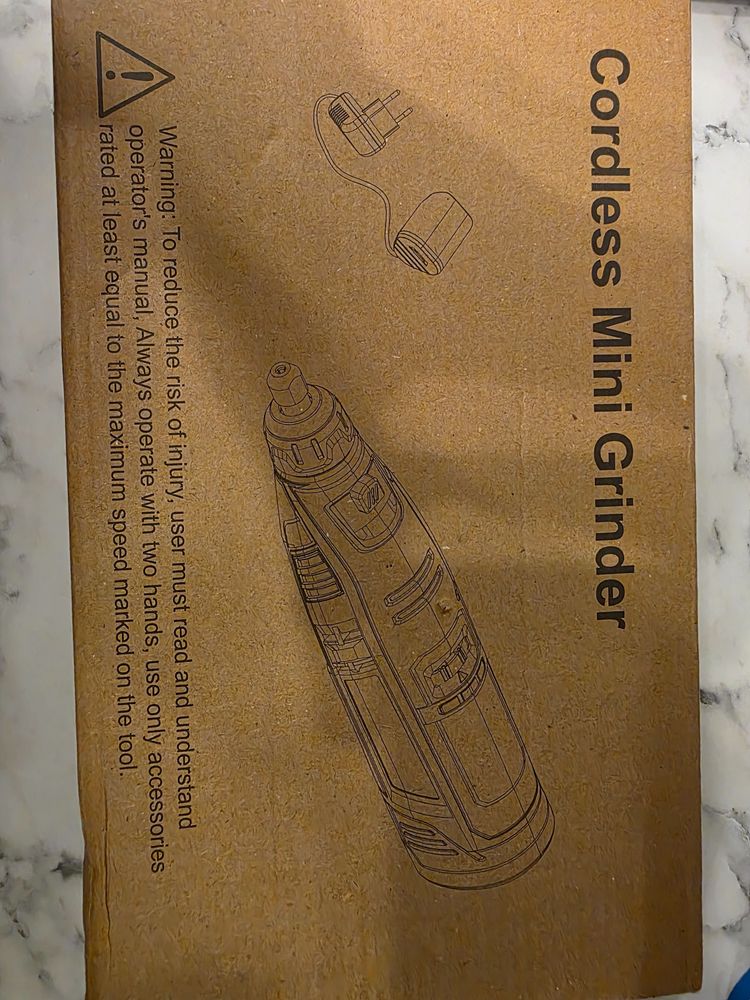 Cordless Mini Grinder
Warning: To reduce the risk of injury, user must read and understand
operator's manual, Always operate with two hands, use only accessories
rated at least equal to the maximum speed marked on the tool.